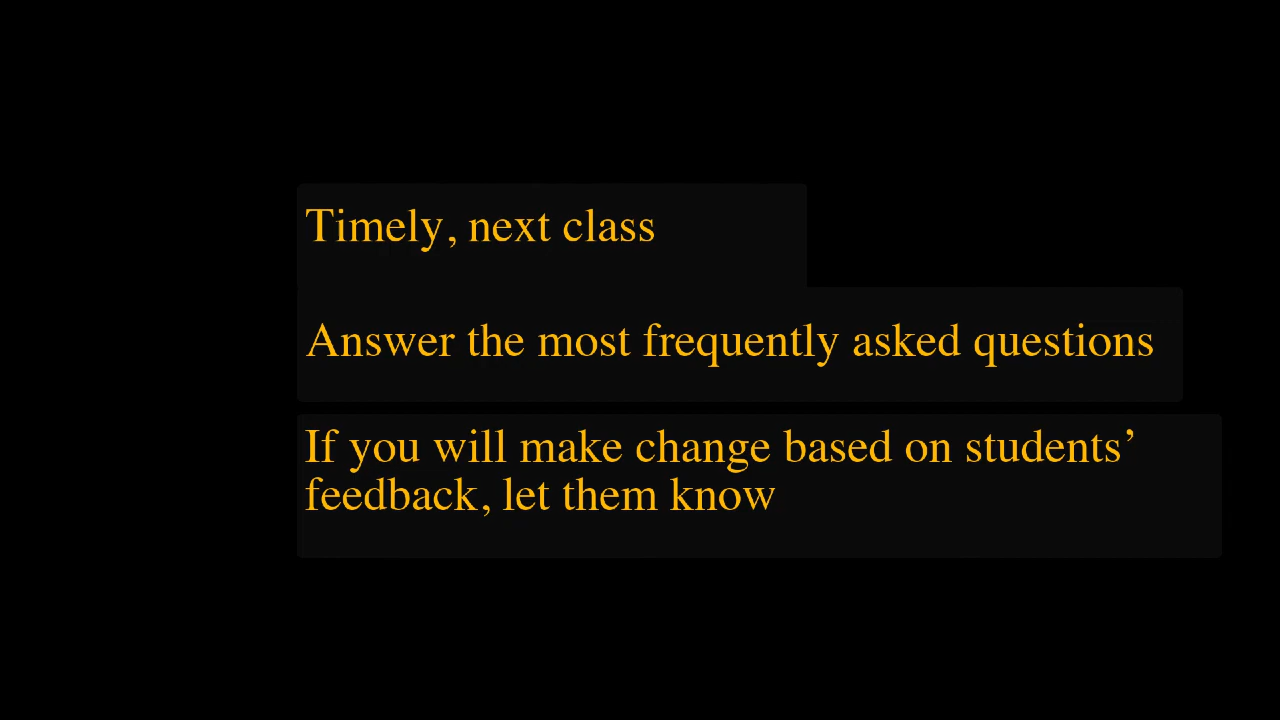 Timely, next class
Answer the most frequently asked questions
If you will make change based on students’
feedback, let them know